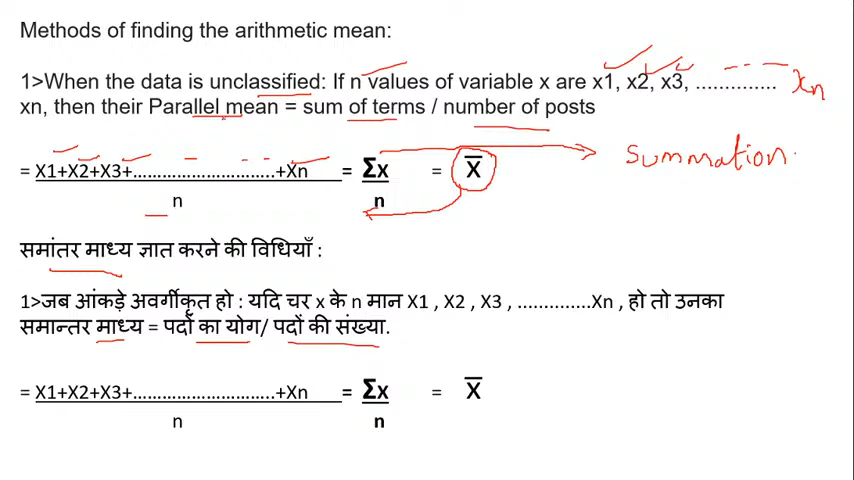 Methods of finding the arithmetic mean:
1>When the data is unclassified: If n values of variable x are x1, x2, x3, .............. xn
xn, then their Parallel mean = sum of terms / number of posts
= X1+X2+X3+..............................+Xn = Σx = X̅ summation.
n n
समांतर माध्य ज्ञात करने की विधियाँ :
1>जब आंकड़े अवर्गीकृत हो : यदि चर x के n मान X1 , X2 , X3 , ..............Xn , हो तो उनका
समान्तर माध्य = पदों का योग/ पदों की संख्या.
= X1+X2+X3+..............................+Xn = Σx = X̅
n n